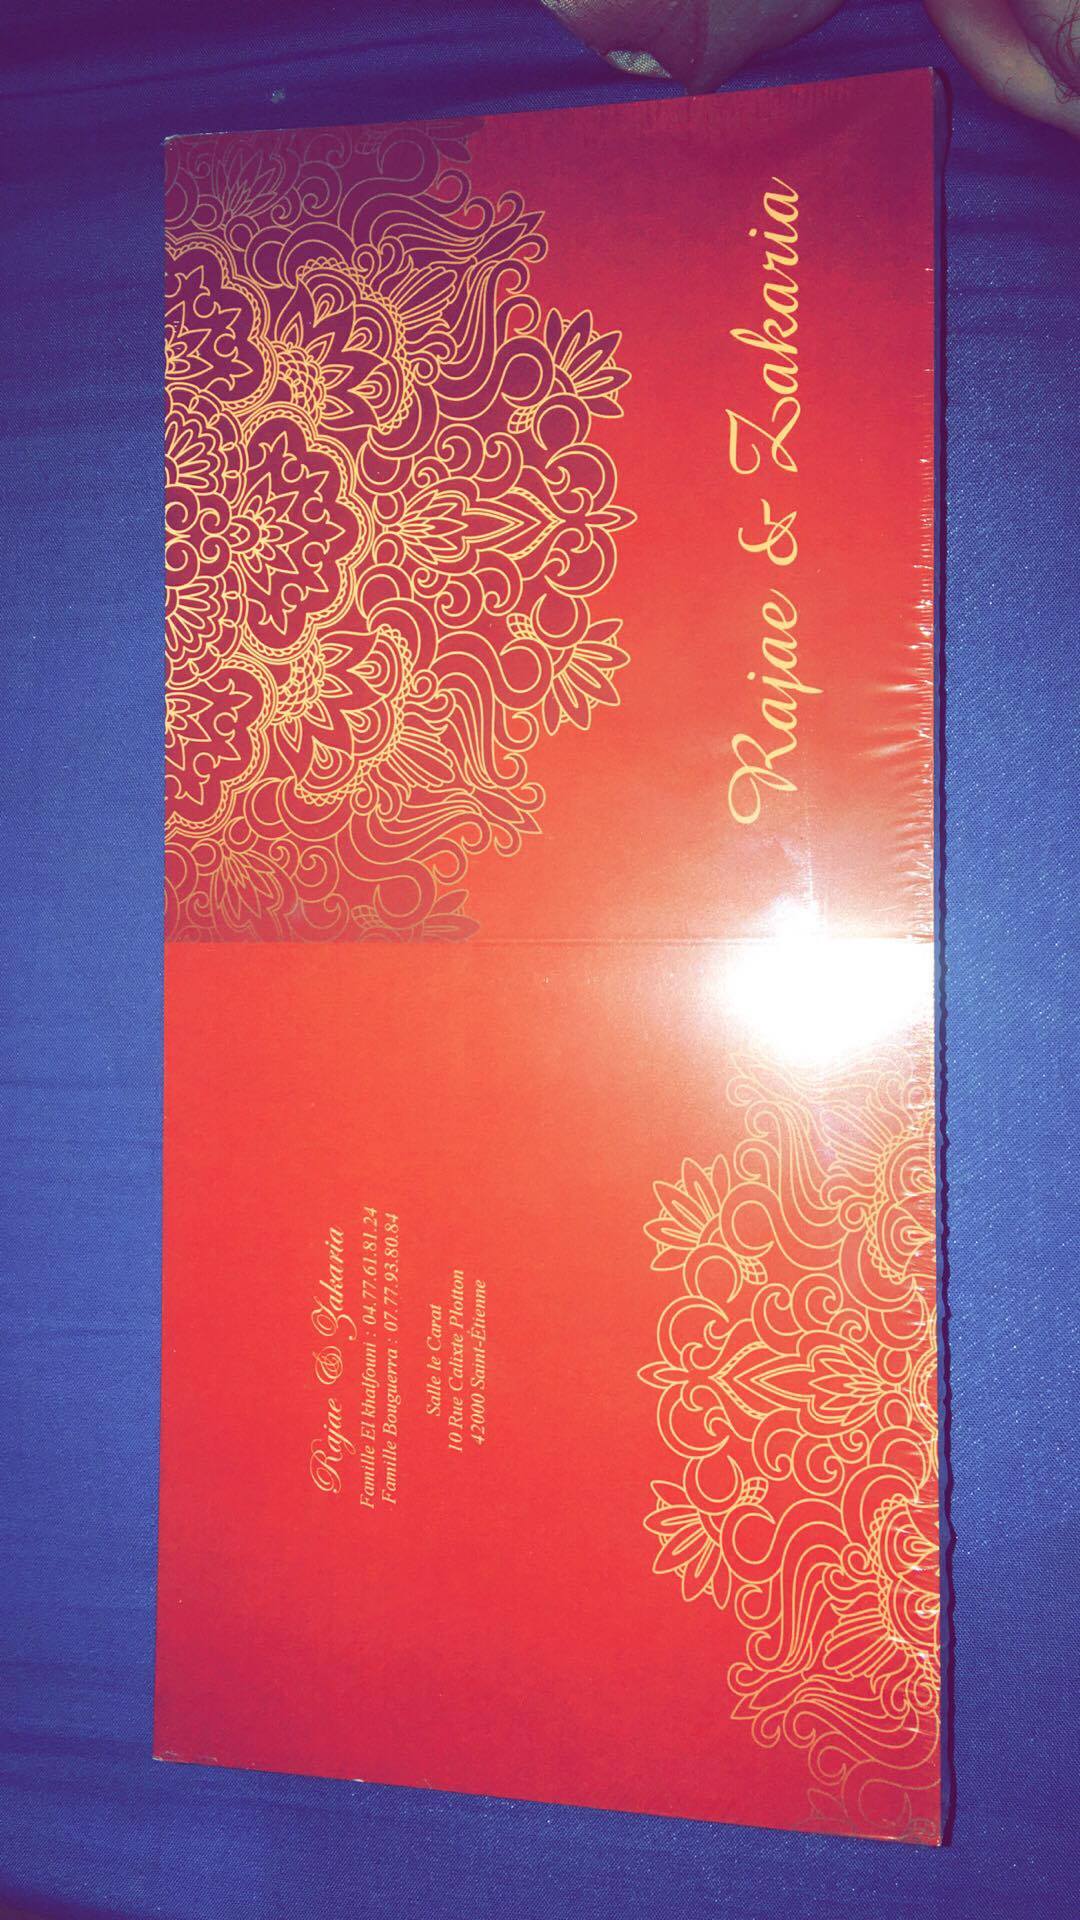 Rajae & Zakaria
Famille El khalfouni : 04.77.61.81.24
Famille Bouguerra : 07.77.93.80.84
Salle le Carat
10 Rue Calixte Plotton
42000 Saint-Étienne
Rajae & Zakaria